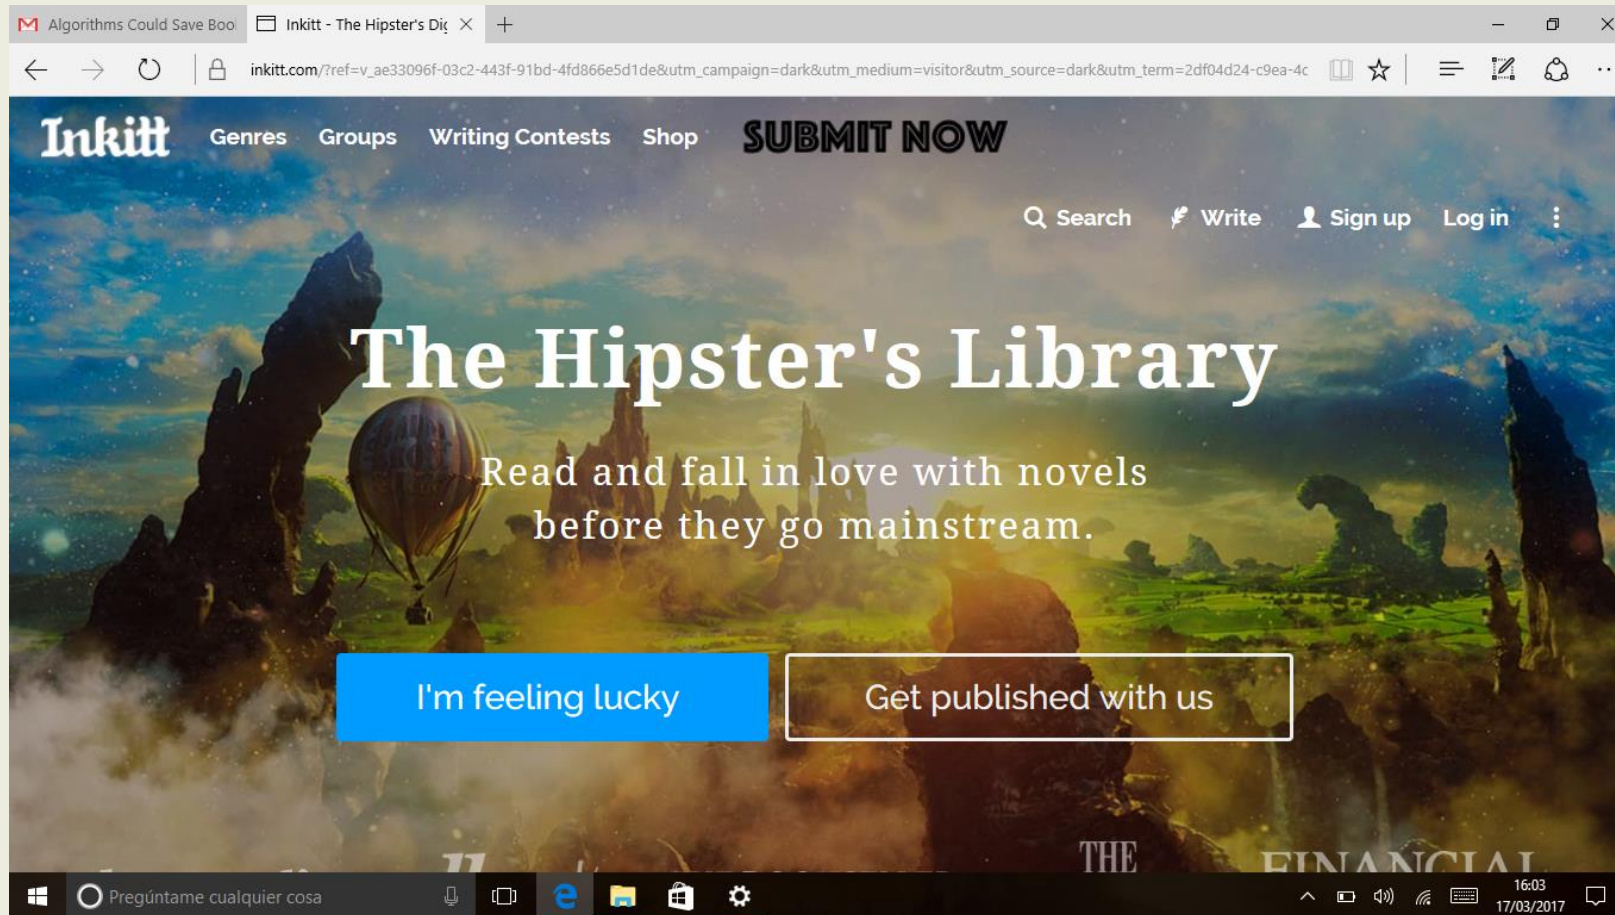 Algorithms Could Save Boo
Inkitt - The Hipster's Dig
inkitt.com/?ref=v_ae33096f-03c2-443f-91bd-4fd866e5d1de&utm_campaign=dark&utm_medium=visitor&utm_source=dark&utm_term=2df04d24-c9ea-4c
Inkitt Genres Groups Writing Contests Shop SUBMIT NOW
Search Write Sign up Log in
The Hipster's Library
Read and fall in love with novels
before they go mainstream.
I'm feeling lucky Get published with us
THE
FINANCIAL
Pregúntame cualquier cosa
16:03
17/03/2017